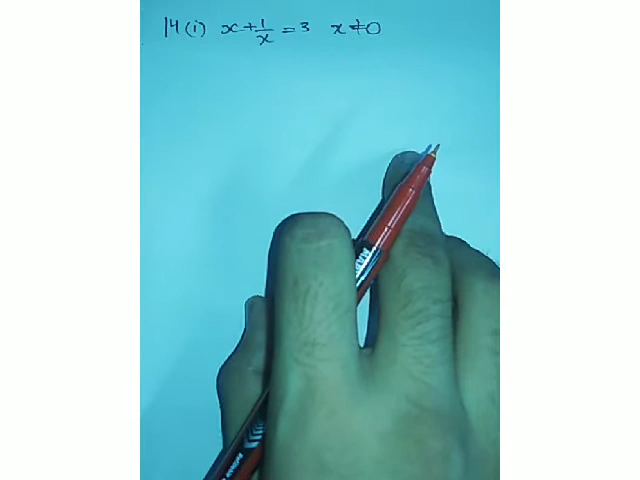 14 (i) x + 1/x = 3 x ≠ 0